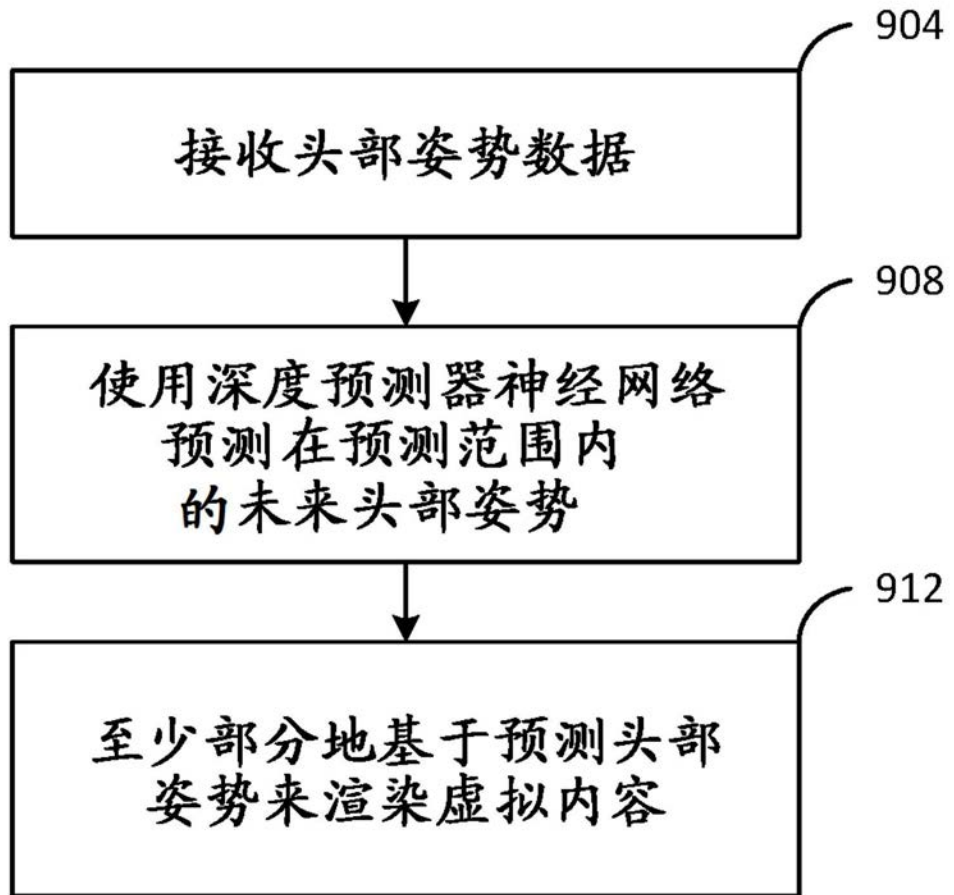 904
接收头部姿势数据
908
使用深度预测器神经网络
预测在预测范围内
的未来头部姿势
912
至少部分地基于预测头部
姿势来渲染虚拟内容